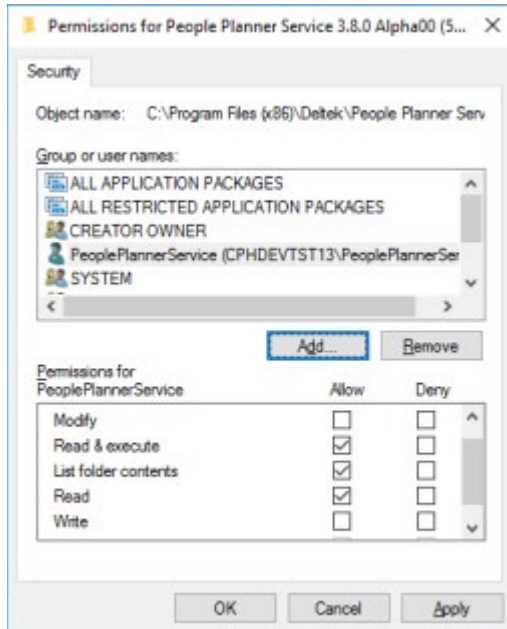 Permissions for People Planner Service 3.8.0 Alpha00 (5...
Security
Object name: C:\Program Files (x86)\Deltek\People Planner Serv
Group or user names:
ALL APPLICATION PACKAGES
ALL RESTRICTED APPLICATION PACKAGES
CREATOR OWNER
PeoplePlannerService (CPHDEVTST13\PeoplePlannerSer
SYSTEM
Add... Remove
Permissions for
PeoplePlannerService Allow Deny
Modify
Read & execute
List folder contents
Read
Write
OK Cancel Apply